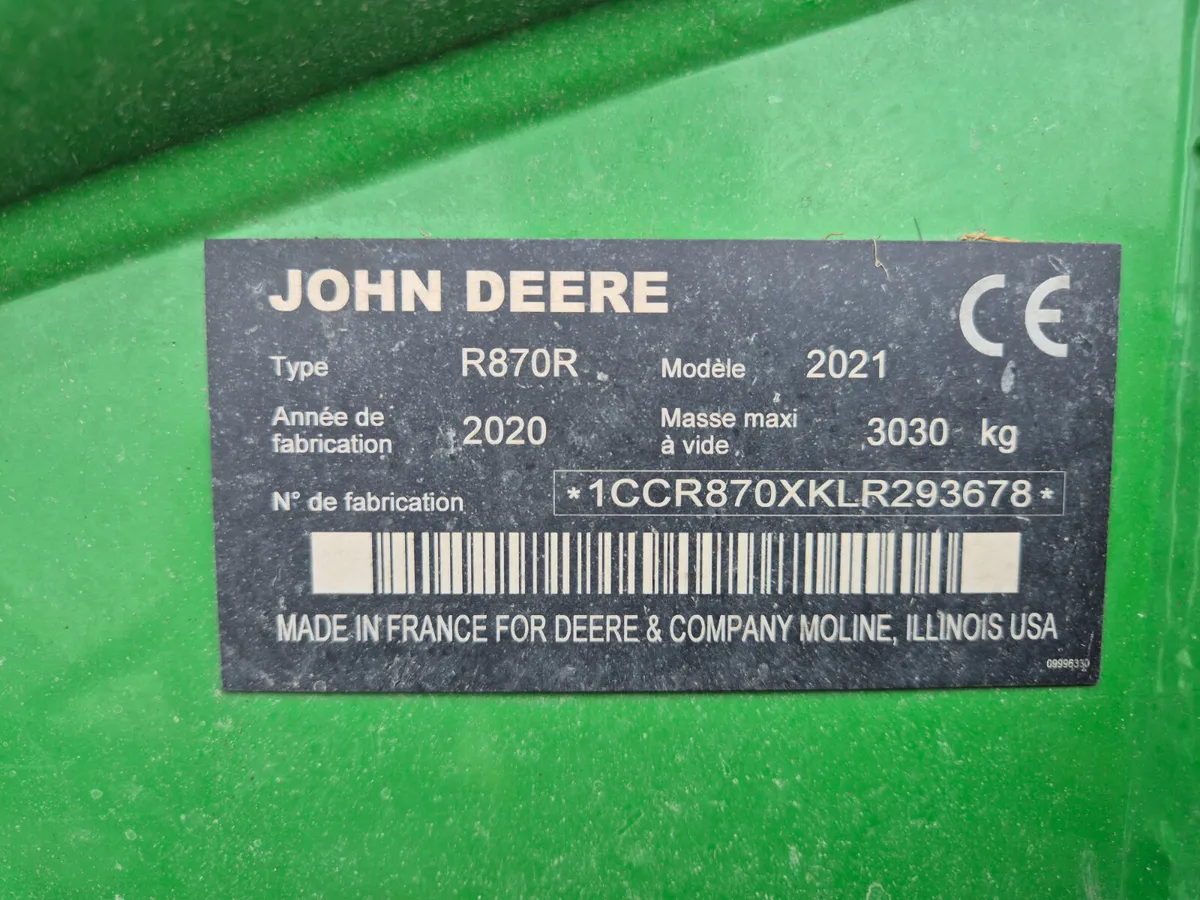 JOHN DEERE CE
Type R870R Modèle 2021
Année de fabrication 2020 Masse maxi à vide 3030 kg
N° de fabrication *1CCR870XKLR293678*
MADE IN FRANCE FOR DEERE & COMPANY MOLINE, ILLINOIS USA